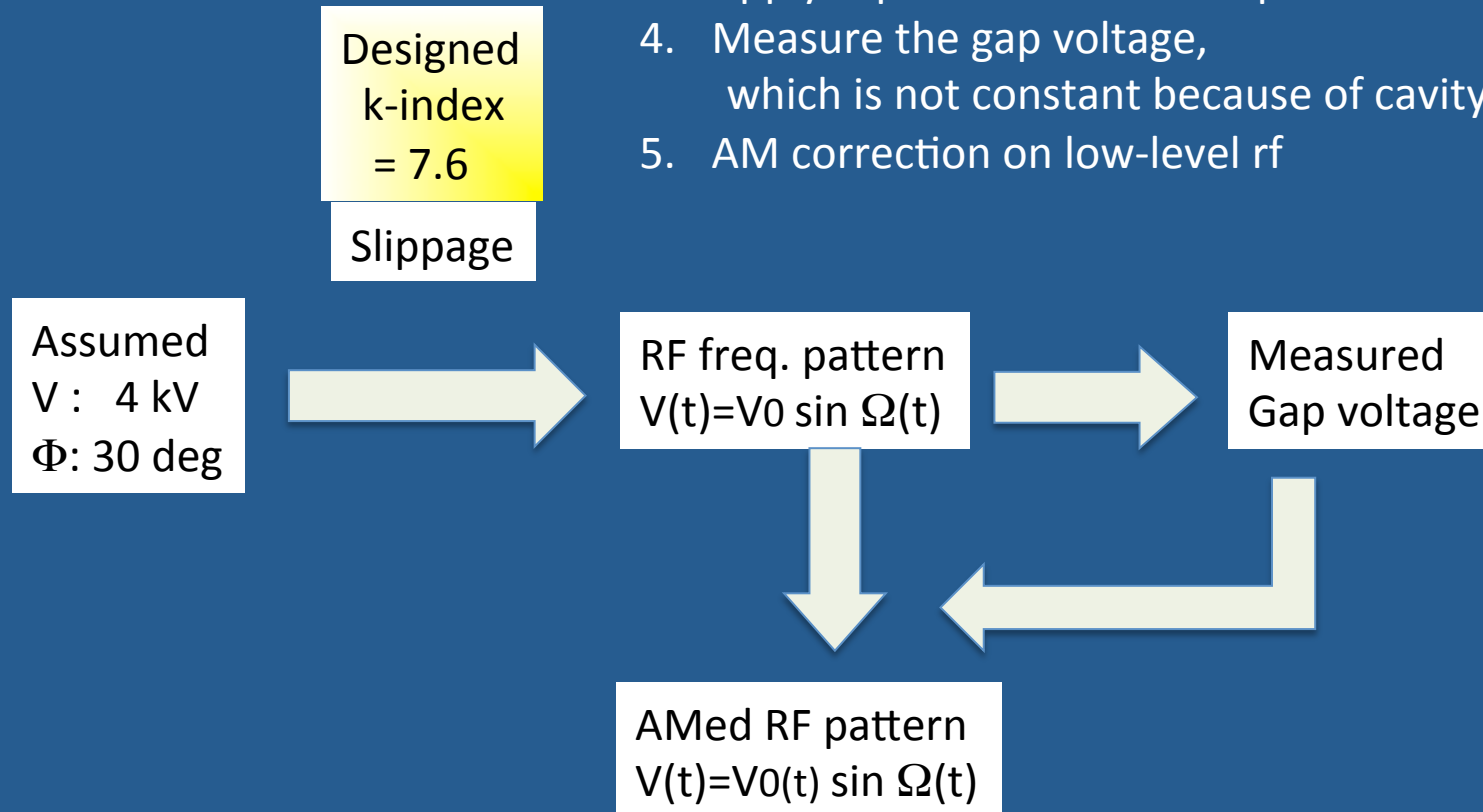 4. Measure the gap voltage,
which is not constant because of cavity
5. AM correction on low-level rf
Designed
k-index
= 7.6
Slippage
Assumed
V : 4 kV
Φ: 30 deg
RF freq. pattern
V(t)=V0 sin Ω(t)
Measured
Gap voltage
AMed RF pattern
V(t)=V0(t) sin Ω(t)